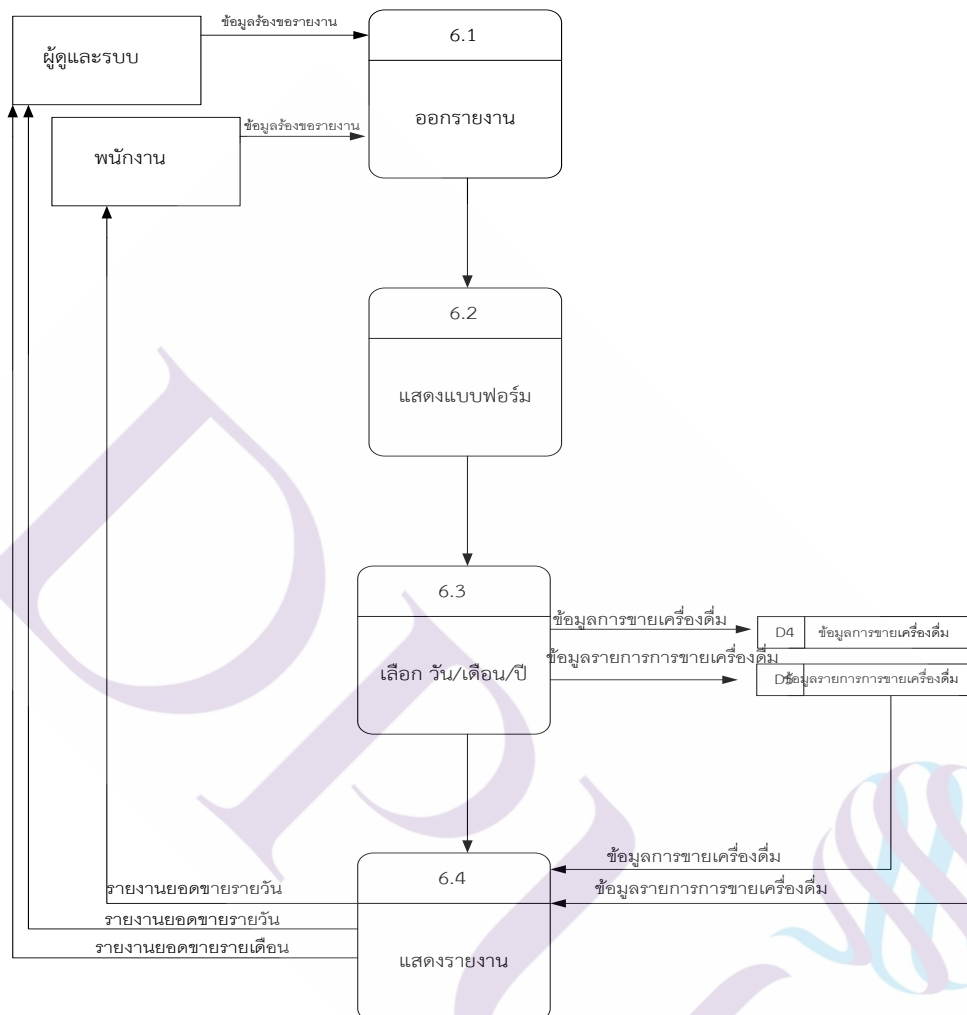 ข้อมูลร้องขอรายงาน
ผู้ดูและรบบ
6.1
ออกรายงาน
ข้อมูลร้องขอรายงาน
พนักงาน
6.2
แสดงแบบฟอร์ม
6.3
เลือก วัน/เดือน/ปี
ข้อมูลการขายเครื่องดื่ม
D4 ข้อมูลการขายเครื่องดื่ม
ข้อมูลรายการการขายเครื่องดื่ม
ข้อมูลรายการการขายเครื่องดื่ม
ข้อมูลการขายเครื่องดื่ม
6.4
ข้อมูลรายการการขายเครื่องดื่ม
รายงานยอดขายรายวัน
รายงานยอดขายรายวัน
รายงานยอดขายรายเดือน
แสดงรายงาน